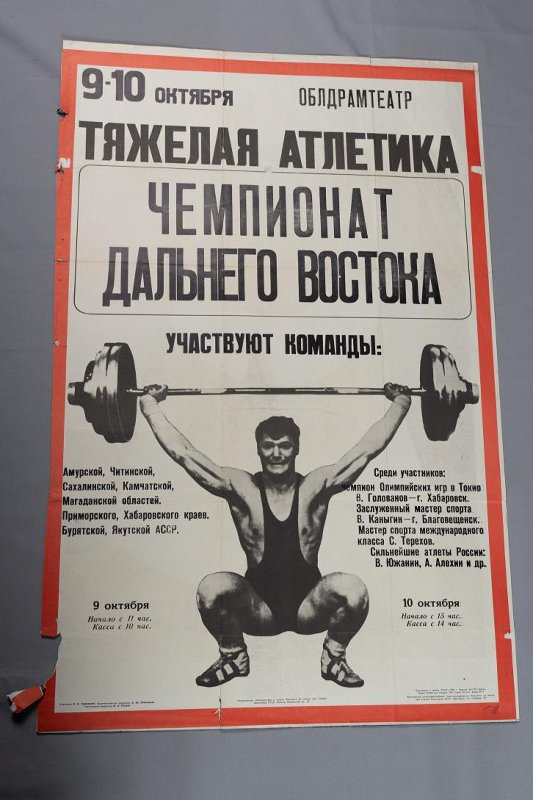 9-10 ОКТЯБРЯ ОБЛДРАМТЕАТР
ТЯЖЕЛАЯ АТЛЕТИКА
ЧЕМПИОНАТ
ДАЛЬНЕГО ВОСТОКА
УЧАСТВУЮТ КОМАНДЫ:
Амурской, Читинской,
Сахалинской, Камчатской,
Магаданской областей.
Приморского, Хабаровского краев.
Бурятской, Якутской АССР.
Среди участников:
чемпион Олимпийских игр в Токио
В. Голованов—г. Хабаровск.
Заслуженный мастер спорта
В. Каныгин—г. Благовещенск.
Мастер спорта международного
класса С. Терехов.
Сильнейшие атлеты России:
В. Южанин, А. Алехин и др.
9 октября
Начало с 11 час.
Касса с 10 час.
10 октября
Начало с 15 час.
Касса с 14 час.